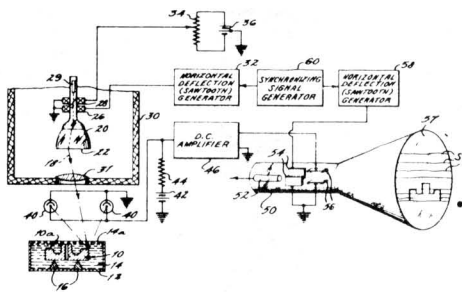 34
36
29
28
26
20
22
18
30
31
HORIZONTAL
DEFLECTION
(SAWTOOTH)
GENERATOR
32
SYNCHRONIZING
SIGNAL
GENERATOR
60
HORIZONTAL
DEFLECTION
(SAWTOOTH)
GENERATOR
58
D.C.
AMPLIFIER
46
44
42
40
40
10a
14a
10
14
16
12
54
52
50
56
57
S